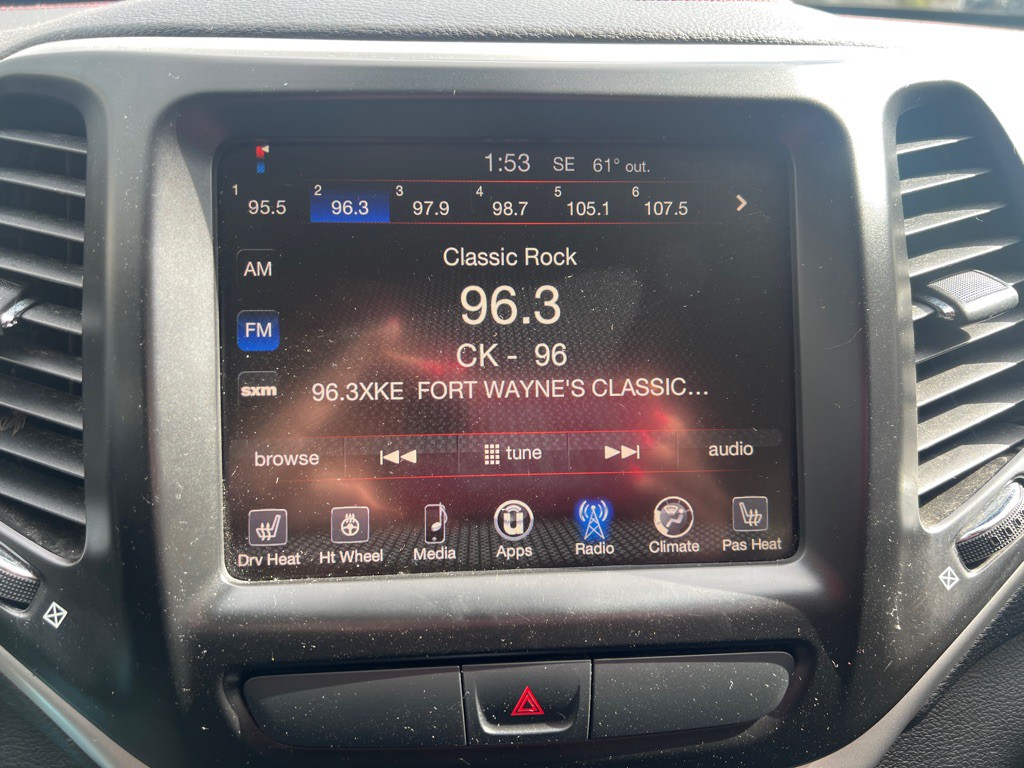 1:53 SE 61° out.
1 2 3 4 5 6
95.5 96.3 97.9 98.7 105.1 107.5
Classic Rock
AM
96.3
FM
CK - 96
sxm
96.3XKE FORT WAYNE'S CLASSIC...
browse tune audio
Drv Heat Ht Wheel Media Apps Radio Climate Pas Heat